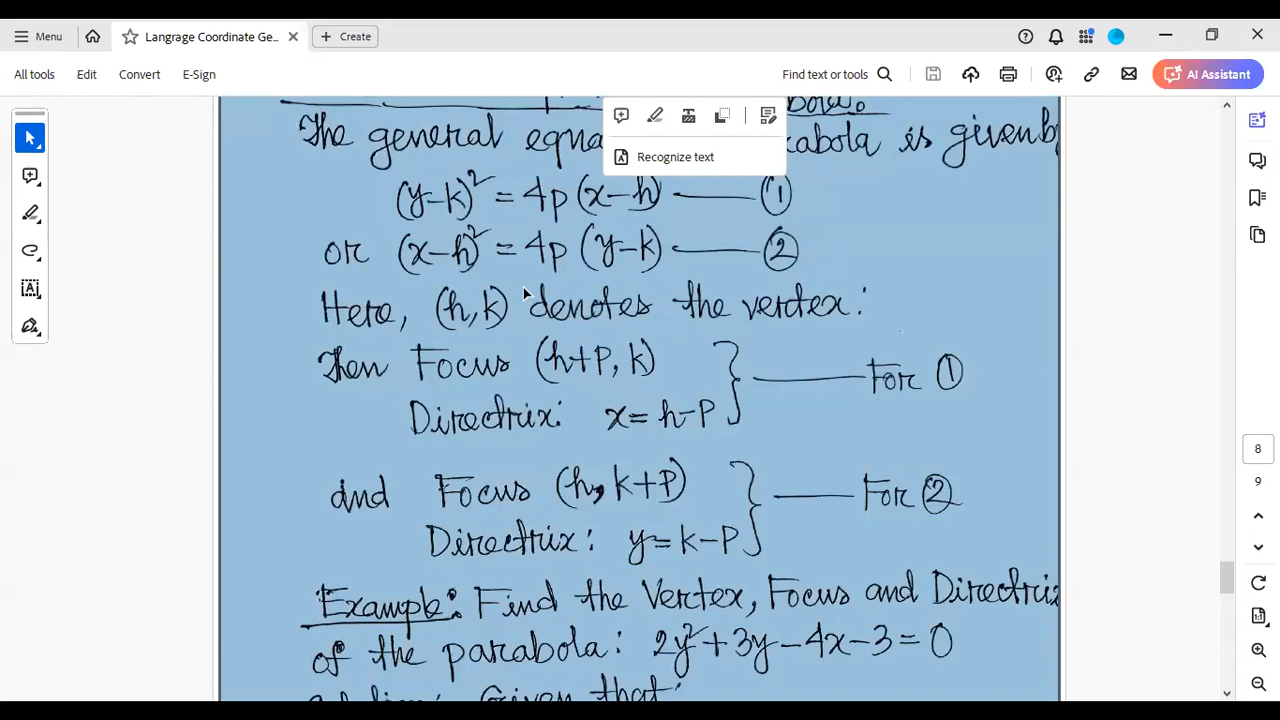 Menu
Langrage Coordinate Ge...
Create
All tools
Edit
Convert
E-Sign
Find text or tools
AI Assistant
The general equa
abola is given by
Recognize text
(y-k)² = 4p (x-h) —— ①
or (x-h)² = 4p (y-k) —— ②
Here, (h,k) denotes the vertex:
Then Focus (h+P, k)
Directrix: x = h-P
} —— For ①
and Focus (h, k+P)
Directrix: y = k-P
} —— For ②
Example: Find the Vertex, Focus and Directrix
of the parabola: 2y²+3y-4x-3=0
Given that:
8
9